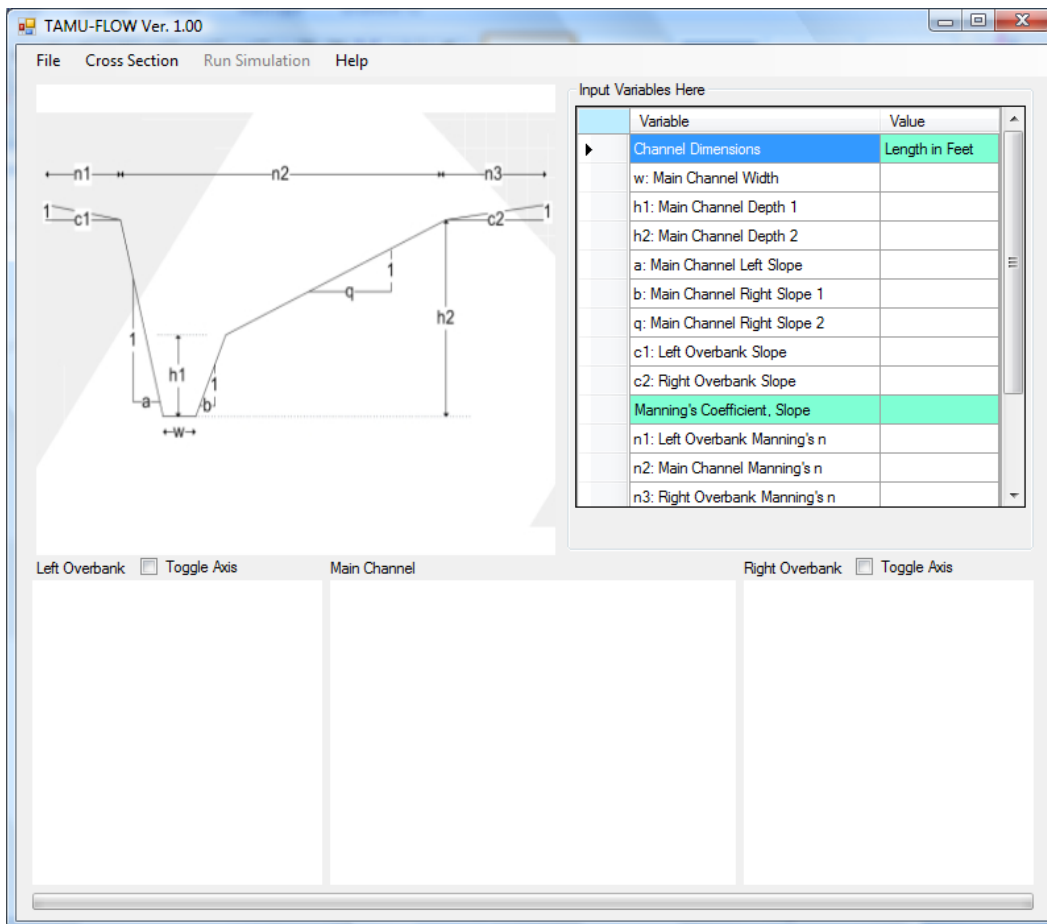 TAMU-FLOW Ver. 1.00
File Cross Section Run Simulation Help
Input Variables Here
Variable Value
Channel Dimensions Length in Feet
w: Main Channel Width
h1: Main Channel Depth 1
h2: Main Channel Depth 2
a: Main Channel Left Slope
b: Main Channel Right Slope 1
q: Main Channel Right Slope 2
c1: Left Overbank Slope
c2: Right Overbank Slope
Manning's Coefficient, Slope
n1: Left Overbank Manning's n
n2: Main Channel Manning's n
n3: Right Overbank Manning's n
n1 n2 n3
1 c1 c2 1
1
q
h2
1
h1
1
a b
w
Left Overbank Toggle Axis Main Channel Right Overbank Toggle Axis